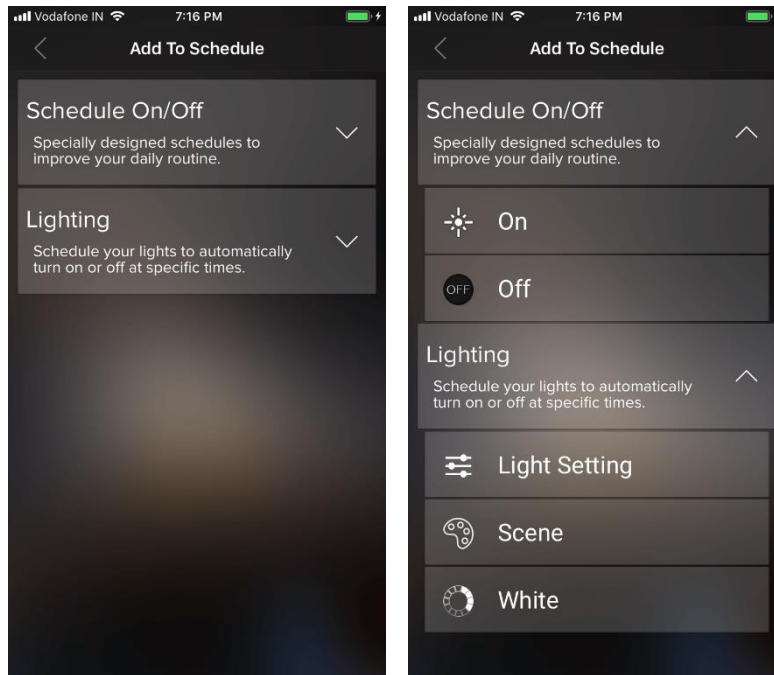 Vodafone IN 7:16 PM
Add To Schedule
Schedule On/Off
Specially designed schedules to
improve your daily routine.
Lighting
Schedule your lights to automatically
turn on or off at specific times.
Vodafone IN 7:16 PM
Add To Schedule
Schedule On/Off
Specially designed schedules to
improve your daily routine.
On
OFF Off
Lighting
Schedule your lights to automatically
turn on or off at specific times.
Light Setting
Scene
White